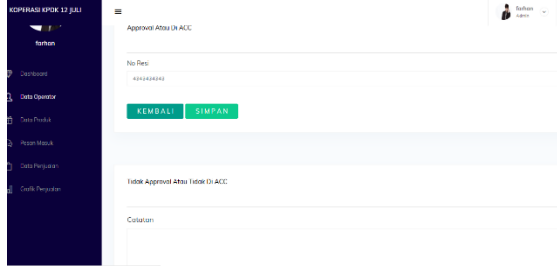 KOPERASI KPDK 12 JULI
farhan
Admin
Approval Atau Di ACC
farhan
No Resi
Dashboard
Data Operator
KEMBALI
SIMPAN
Data Produk
Pesan Masuk
Data Penjualan
Tidak Approval Atau Tidak Di ACC
Grafik Penjualan
Catatan